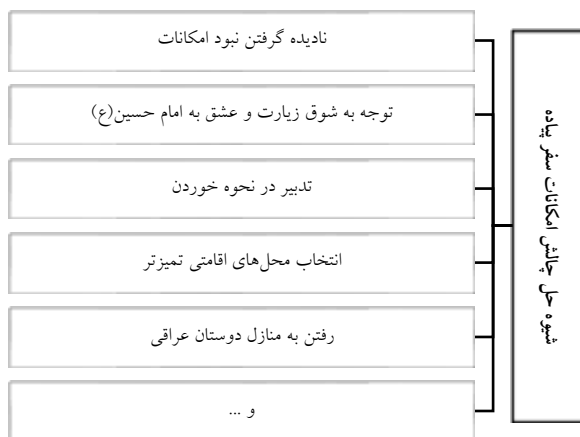 شیوه حل چالش امکانات سفر پیاده
نادیده گرفتن نبود امکانات
توجه به شوق زیارت و عشق به امام حسین(ع)
تدبیر در نحوه خوردن
انتخاب محل‌های اقامتی تمیزتر
رفتن به منازل دوستان عراقی
و ...